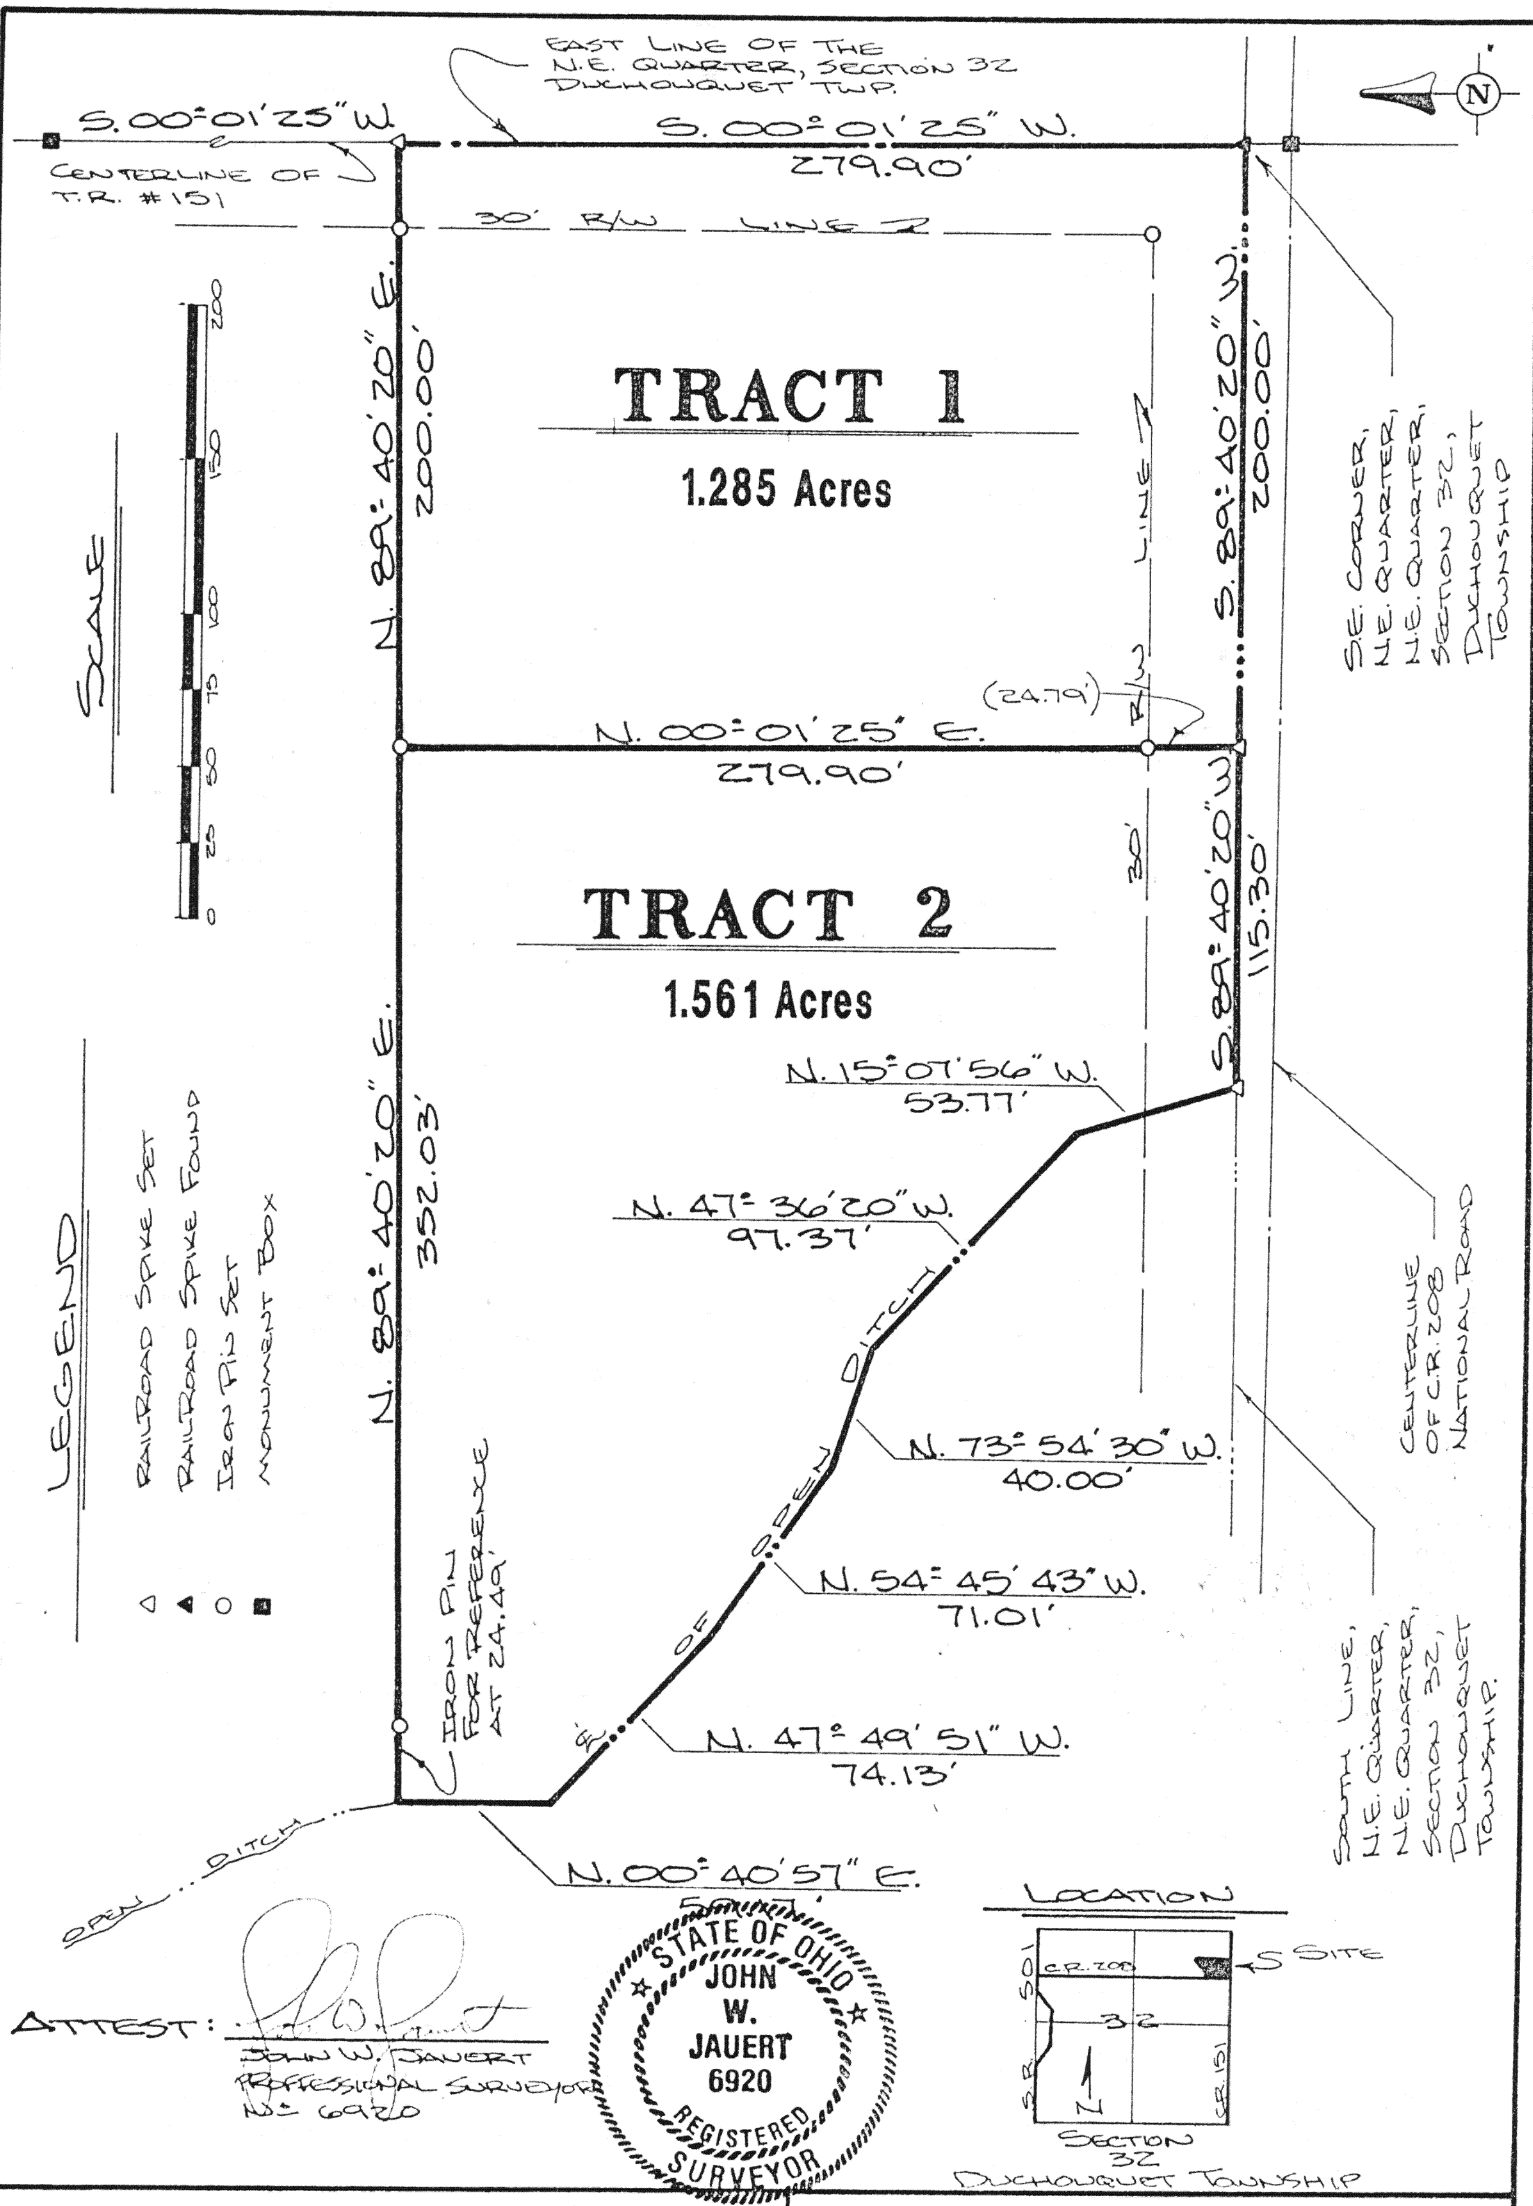 EAST LINE OF THE
N.E. QUARTER, SECTION 32
DUCHOUQUET TWP.
N
S. 00° 01' 25" W.
CENTERLINE OF
T.R. #151
S. 00° 01' 25" W.
279.90'
30' R/W LINE
N. 89° 40' 20" E.
200.00'
TRACT 1
1.285 Acres
R/W LINE
S. 89° 40' 20" W.
200.00'
S.E. CORNER,
N.E. QUARTER,
N.E. QUARTER,
SECTION 32,
DUCHOUQUET
TOWNSHIP
SCALE
0 25 50 75 100 150 200
(24.79')
N. 00° 01' 25" E.
279.90'
30'
S. 89° 40' 20" W.
115.30'
TRACT 2
1.561 Acres
N. 89° 40' 20" E.
352.03'
N. 15° 07' 56" W.
53.77'
N. 47° 36' 20" W.
97.37'
N. 73° 54' 30" W.
40.00'
N. 54° 45' 43" W.
71.01'
N. 47° 49' 51" W.
74.13'
N. 00° 40' 57" E.
OF OPEN DITCH
LEGEND
△ RAILROAD SPIKE SET
▲ RAILROAD SPIKE FOUND
○ IRON PIN SET
■ MONUMENT BOX
IRON PIN
FOR REFERENCE
AT 24.49'
OPEN DITCH
CENTERLINE
OF C.R. 208
NATIONAL ROAD
SOUTH LINE,
N.E. QUARTER,
N.E. QUARTER,
SECTION 32,
DUCHOUQUET
TOWNSHIP.
ATTEST:
JOHN W. JAUERT
PROFFESSIONAL SURVEYOR
No 6920
STATE OF OHIO
JOHN
W.
JAUERT
6920
REGISTERED
SURVEYOR
LOCATION
S.R. 501
C.R. 208
SITE
32
N
C.R. 151
SECTION
32
DUCHOUQUET TOWNSHIP